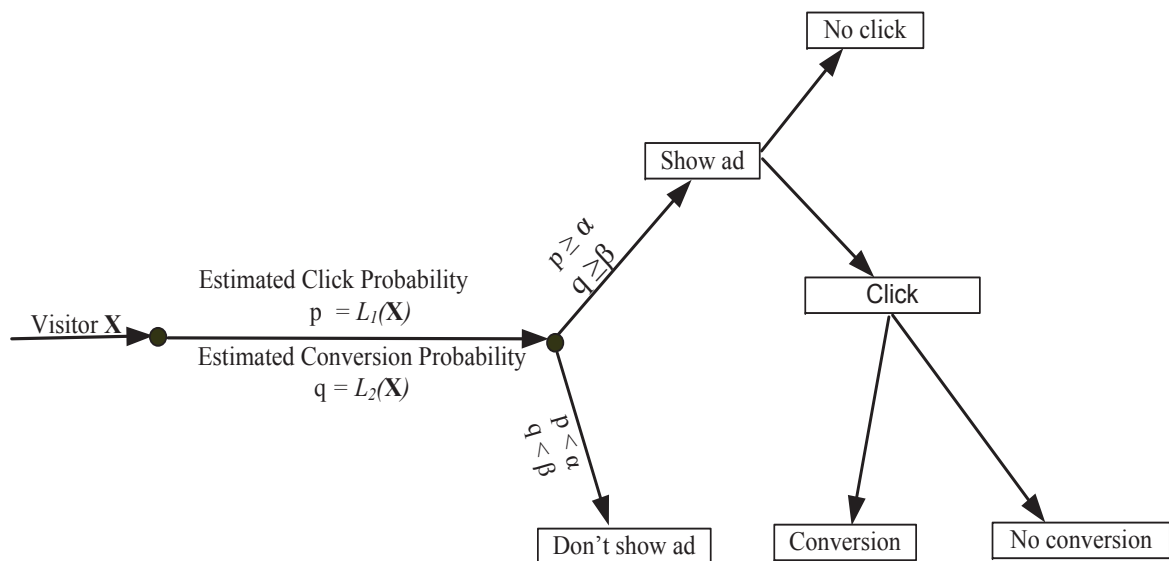 No click
Show ad
p ≥ α
q ≥ β
Estimated Click Probability
p = L₁(X)
Click
Visitor X
Estimated Conversion Probability
q = L₂(X)
p < α
q < β
Don’t show ad
Conversion
No conversion